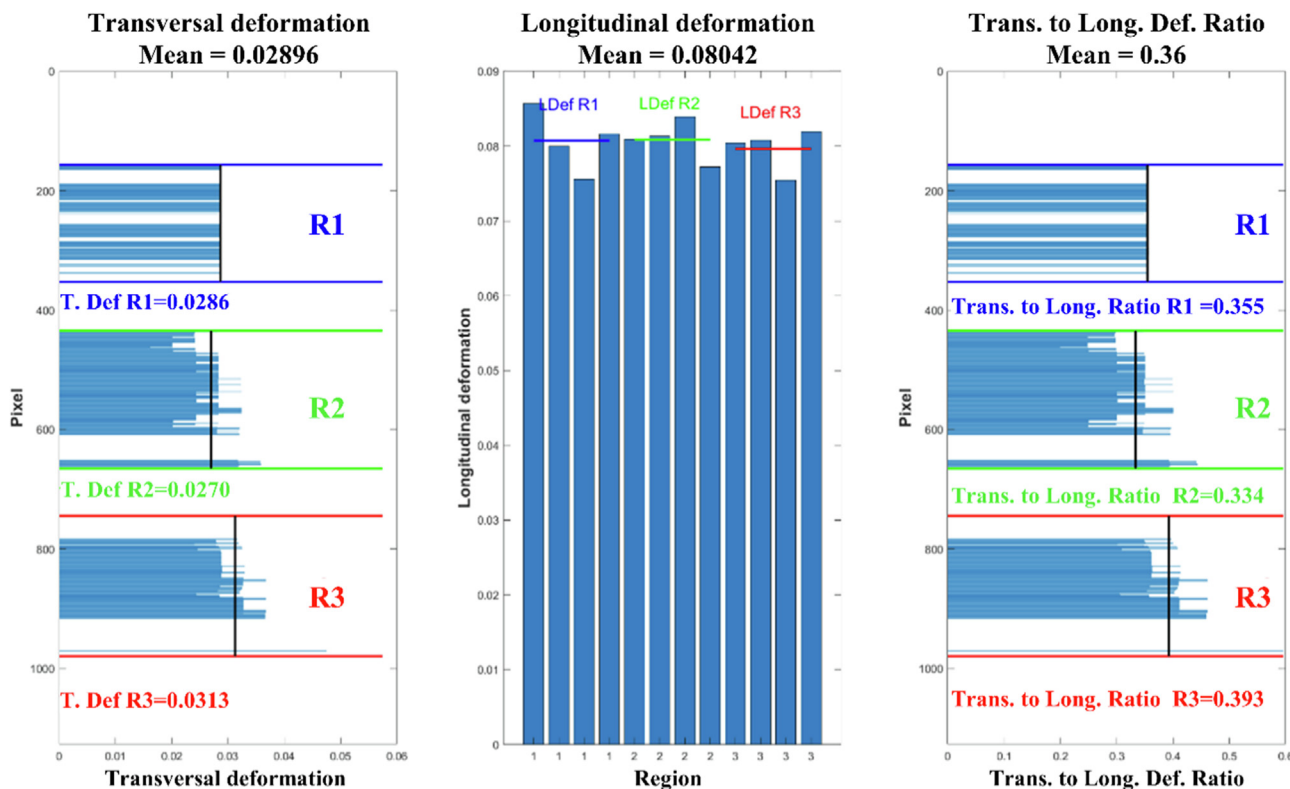 Transversal deformation
Mean = 0.02896
0
200
400
600
800
1000
Pixel
R1
T. Def R1=0.0286
R2
T. Def R2=0.0270
R3
T. Def R3=0.0313
0 0.01 0.02 0.03 0.04 0.05 0.06
Transversal deformation
Longitudinal deformation
Mean = 0.08042
0.09
0.08
0.07
0.06
0.05
0.04
0.03
0.02
0.01
0
Longitudinal deformation
LDef R1
LDef R2
LDef R3
1 1 1 1 2 2 2 2 3 3 3 3
Region
Trans. to Long. Def. Ratio
Mean = 0.36
0
200
400
600
800
1000
Pixel
R1
Trans. to Long. Ratio R1 =0.355
R2
Trans. to Long. Ratio R2=0.334
R3
Trans. to Long. Ratio R3=0.393
0 0.1 0.2 0.3 0.4 0.5 0.6
Trans. to Long. Def. Ratio